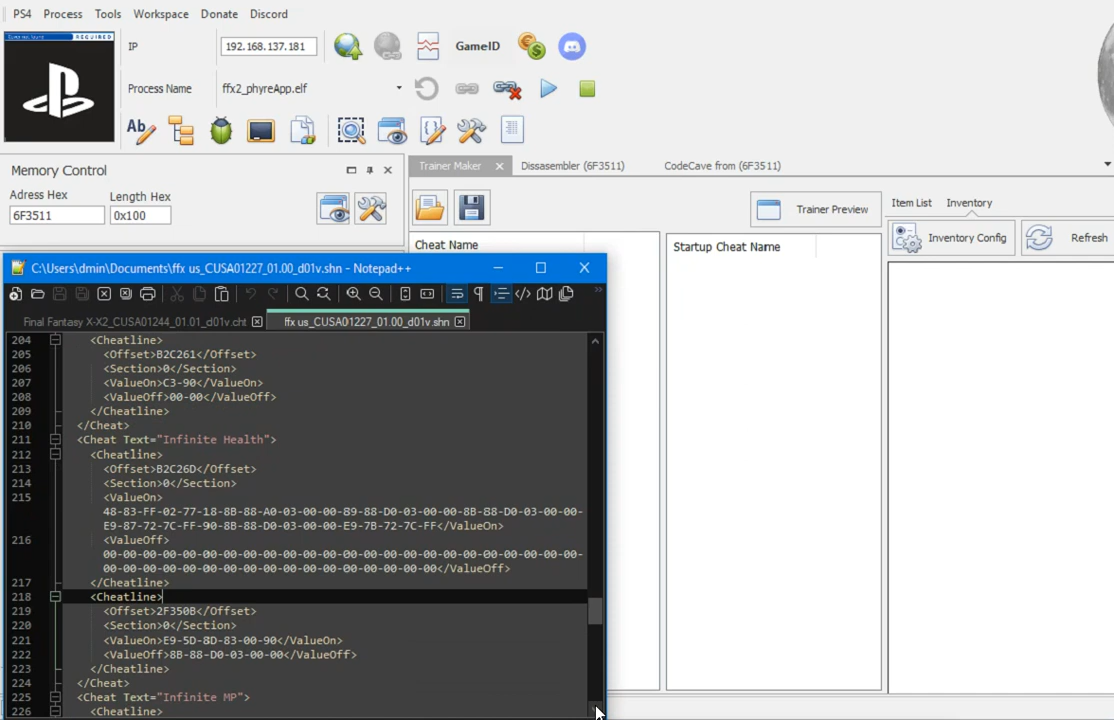 PS4 Process Tools Workspace Donate Discord
REQUIRED
IP 192.168.137.181 GameID
Process Name ffx2_phyreApp.elf
Ab
Memory Control
Adress Hex Length Hex
6F3511 0x100
Trainer Maker Dissasembler (6F3511) CodeCave from (6F3511)
Trainer Preview
Cheat Name Startup Cheat Name
Item List Inventory
Inventory Config Refresh
C:\Users\dmin\Documents\ffx us_CUSA01227_01.00_d01v.shn - Notepad++
Final Fantasy X-X2_CUSA01244_01.01_d01v.cht ffx us_CUSA01227_01.00_d01v.shn
204 <Cheatline>
205 <Offset>B2C261</Offset>
206 <Section>0</Section>
207 <ValueOn>C3-90</ValueOn>
208 <ValueOff>00-00</ValueOff>
209 </Cheatline>
210 </Cheat>
211 <Cheat Text="Infinite Health">
212 <Cheatline>
213 <Offset>B2C26D</Offset>
214 <Section>0</Section>
215 <ValueOn>
48-83-FF-02-77-18-8B-88-A0-03-00-00-89-88-D0-03-00-00-8B-88-D0-03-00-00-
E9-87-72-7C-FF-90-8B-88-D0-03-00-00-E9-7B-72-7C-FF</ValueOn>
216 <ValueOff>
00-00-00-00-00-00-00-00-00-00-00-00-00-00-00-00-00-00-00-00-00-00-00-00-
00-00-00-00-00-00-00-00-00-00-00-00-00-00-00-00-00</ValueOff>
217 </Cheatline>
218 <Cheatline>
219 <Offset>2F350B</Offset>
220 <Section>0</Section>
221 <ValueOn>E9-5D-8D-83-00-90</ValueOn>
222 <ValueOff>8B-88-D0-03-00-00</ValueOff>
223 </Cheatline>
224 </Cheat>
225 <Cheat Text="Infinite MP">
226 <Cheatline>